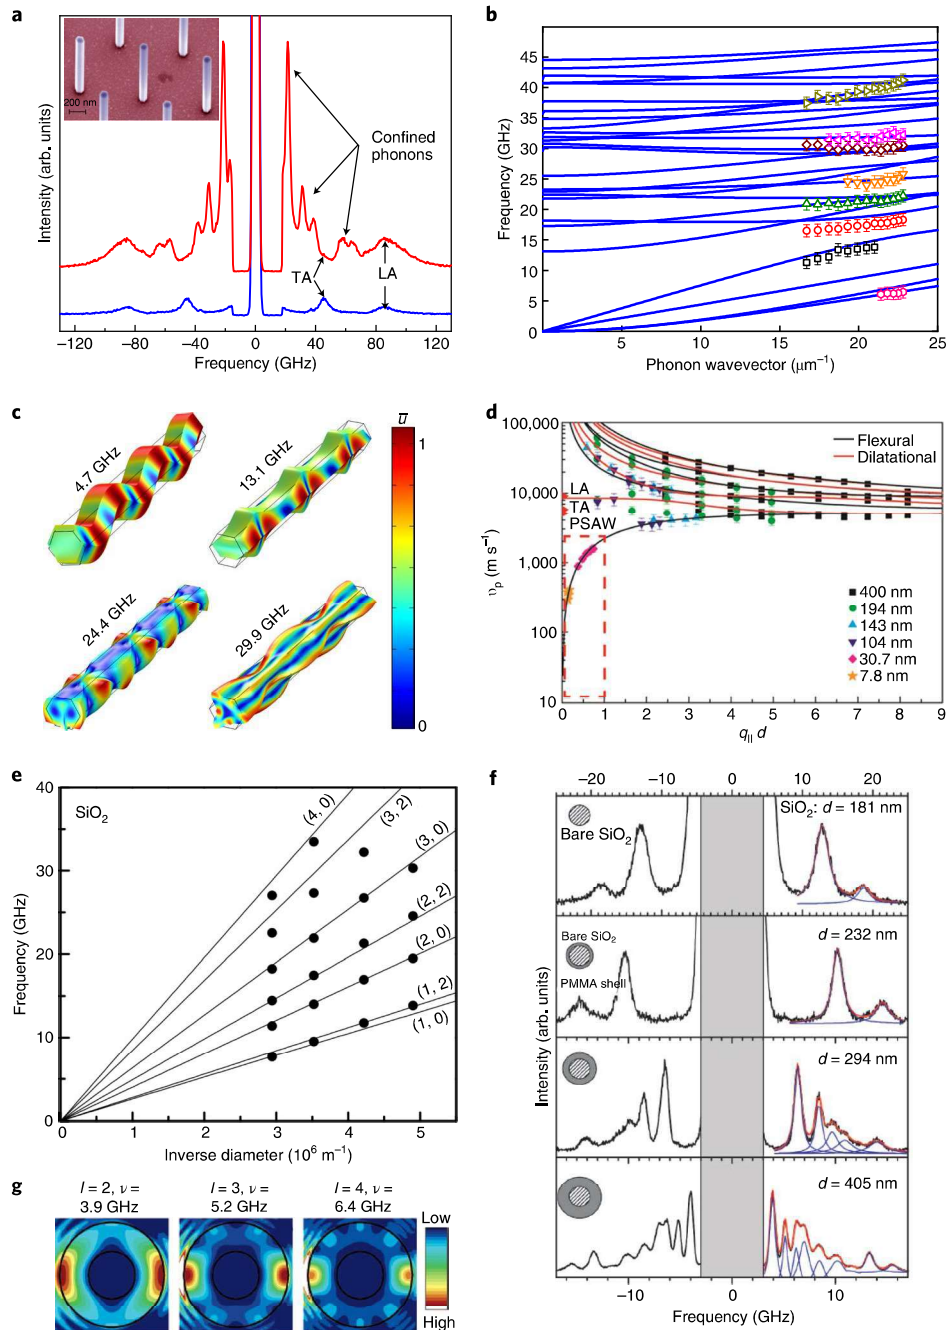 a
200 nm
Intensity (arb. units)
Confined
phonons
TA
LA
−120 −80 −40 0 40 80 120
Frequency (GHz)
b
45
40
35
30
25
20
15
10
5
0
Frequency (GHz)
5 10 15 20 25
Phonon wavevector (μm⁻¹)
c
4.7 GHz
13.1 GHz
24.4 GHz
29.9 GHz
u̅
1
0
d
100,000
10,000
1,000
100
10
υp (m s⁻¹)
Flexural
Dilatational
LA
TA
PSAW
400 nm
194 nm
143 nm
104 nm
30.7 nm
7.8 nm
0 1 2 3 4 5 6 7 8 9
q|| d
e
SiO₂
40
30
20
10
0
Frequency (GHz)
(4, 0)
(3, 2)
(3, 0)
(2, 2)
(2, 0)
(1, 2)
(1, 0)
0 1 2 3 4 5
Inverse diameter (10⁶ m⁻¹)
f
−20 −10 0 10 20
Bare SiO₂
SiO₂: d = 181 nm
Bare SiO₂
PMMA shell
d = 232 nm
d = 294 nm
d = 405 nm
Intensity (arb. units)
−10 0 10
Frequency (GHz)
g
l = 2, ν =
3.9 GHz
l = 3, ν =
5.2 GHz
l = 4, ν =
6.4 GHz
Low
High